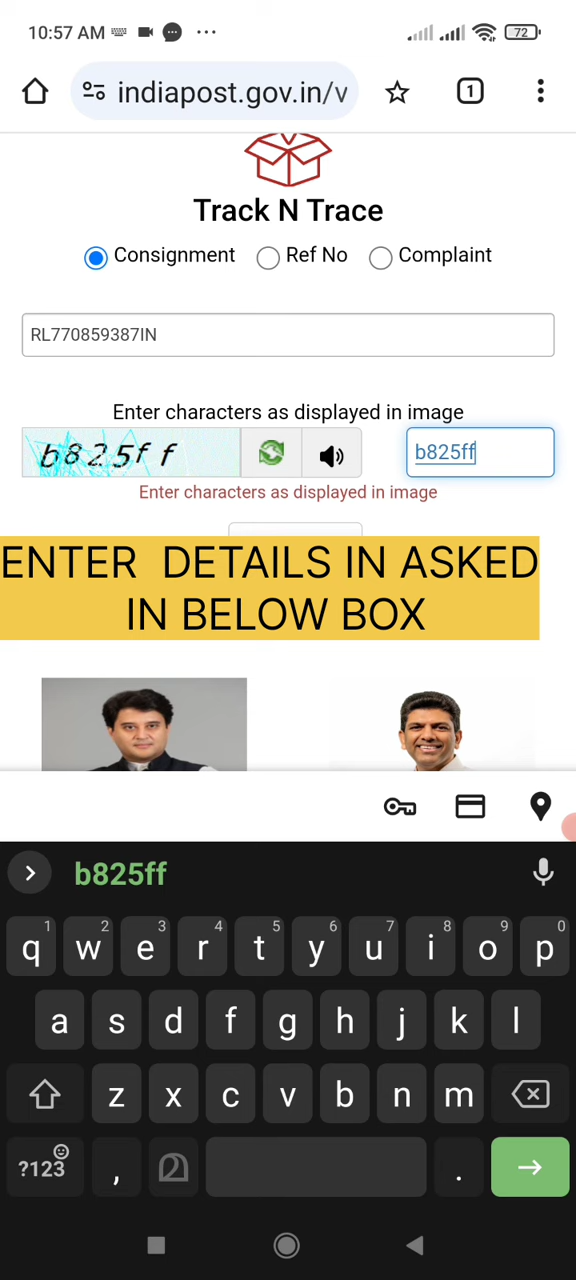 10:57 AM
72
indiapost.gov.in/v
1
Track N Trace
Consignment Ref No Complaint
RL770859387IN
Enter characters as displayed in image
b825ff
b825ff
Enter characters as displayed in image
ENTER DETAILS IN ASKED
IN BELOW BOX
b825ff
1 2 3 4 5 6 7 8 9 0
q w e r t y u i o p
a s d f g h j k l
z x c v b n m
?123 , മ .